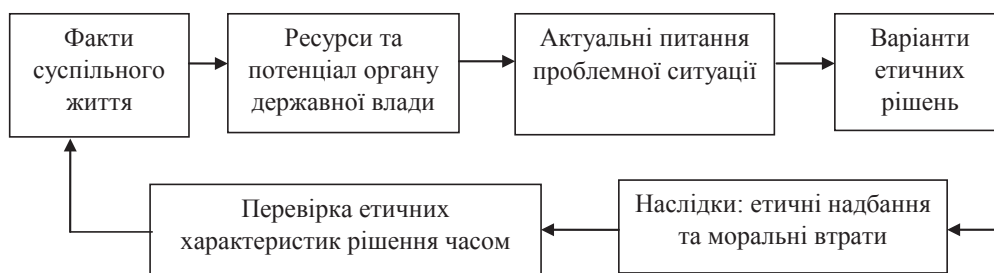 Факти
суспільного
життя
Ресурси та
потенціал органу
державної влади
Актуальні питання
проблемної ситуації
Варіанти
етичних
рішень
Наслідки: етичні надбання
та моральні втрати
Перевірка етичних
характеристик рішення часом